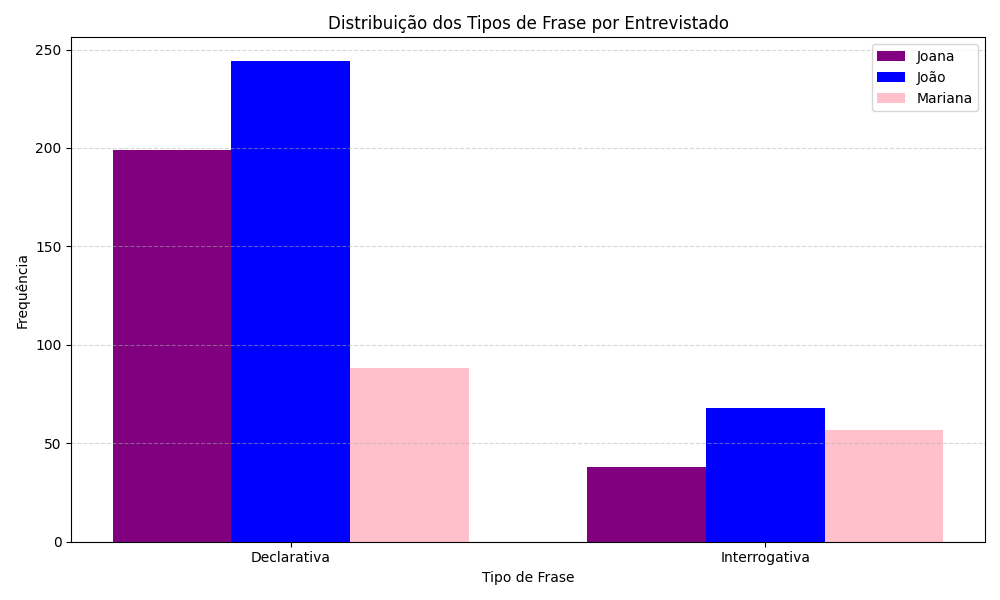 Distribuição dos Tipos de Frase por Entrevistado
Joana
João
Mariana
Frequência
250
200
150
100
50
0
Declarativa
Interrogativa
Tipo de Frase